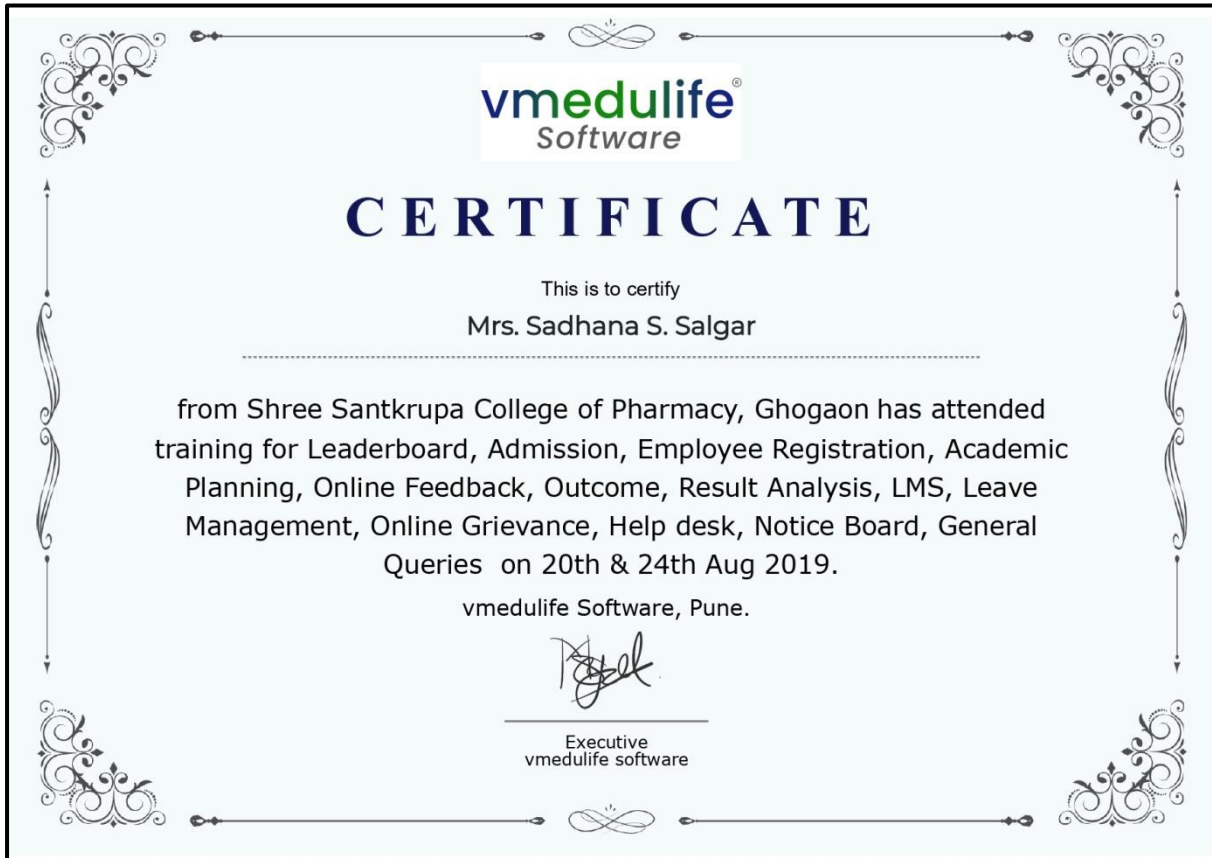 vmedulife®
Software
CERTIFICATE
This is to certify
Mrs. Sadhana S. Salgar
from Shree Santkrupa College of Pharmacy, Ghogaon has attended
training for Leaderboard, Admission, Employee Registration, Academic
Planning, Online Feedback, Outcome, Result Analysis, LMS, Leave
Management, Online Grievance, Help desk, Notice Board, General
Queries on 20th & 24th Aug 2019.
vmedulife Software, Pune.
Executive
vmedulife software